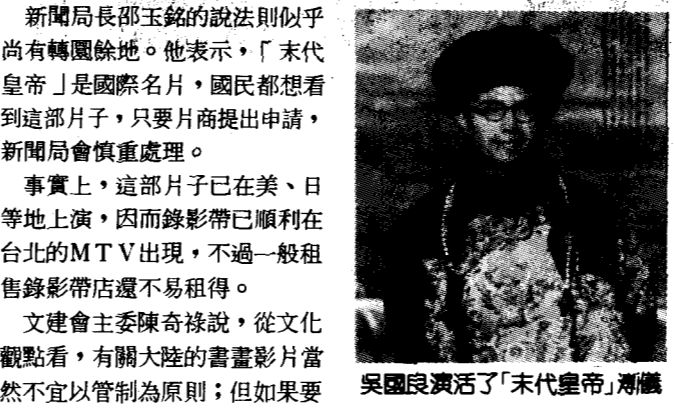 新聞局長邵玉銘的說法則似乎
尚有轉圜餘地。他表示，「末代
皇帝」是國際名片，國民都想看
到這部片子，只要片商提出申請，
新聞局會慎重處理。
事實上，這部片子已在美、日
等地上演，因而錄影帶已順利在
台北的MTV出現，不過一般租
售錄影帶店還不易租得。
文建會主委陳奇祿說，從文化
觀點看，有關大陸的書畫影片當
然不宜以管制為原則；但如果要
吳國良演活了「末代皇帝」溥儀